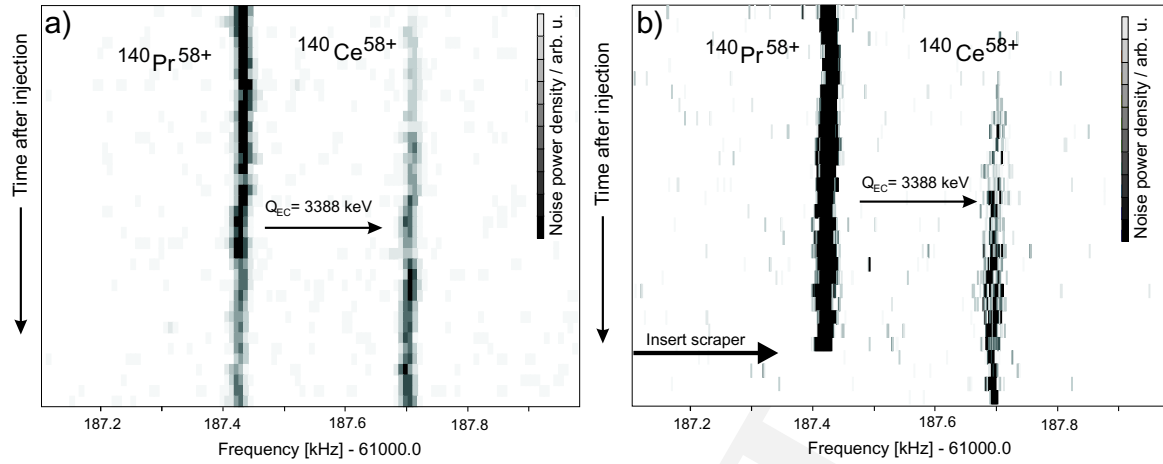 a)
140Pr58+
140Ce58+
QEC= 3388 keV
Time after injection
Noise power density / arb. u.
187.2 187.4 187.6 187.8
Frequency [kHz] - 61000.0
b)
140Pr58+
140Ce58+
QEC= 3388 keV
Insert scraper
Time after injection
Noise power density / arb. u.
187.2 187.4 187.6 187.8
Frequency [kHz] - 61000.0